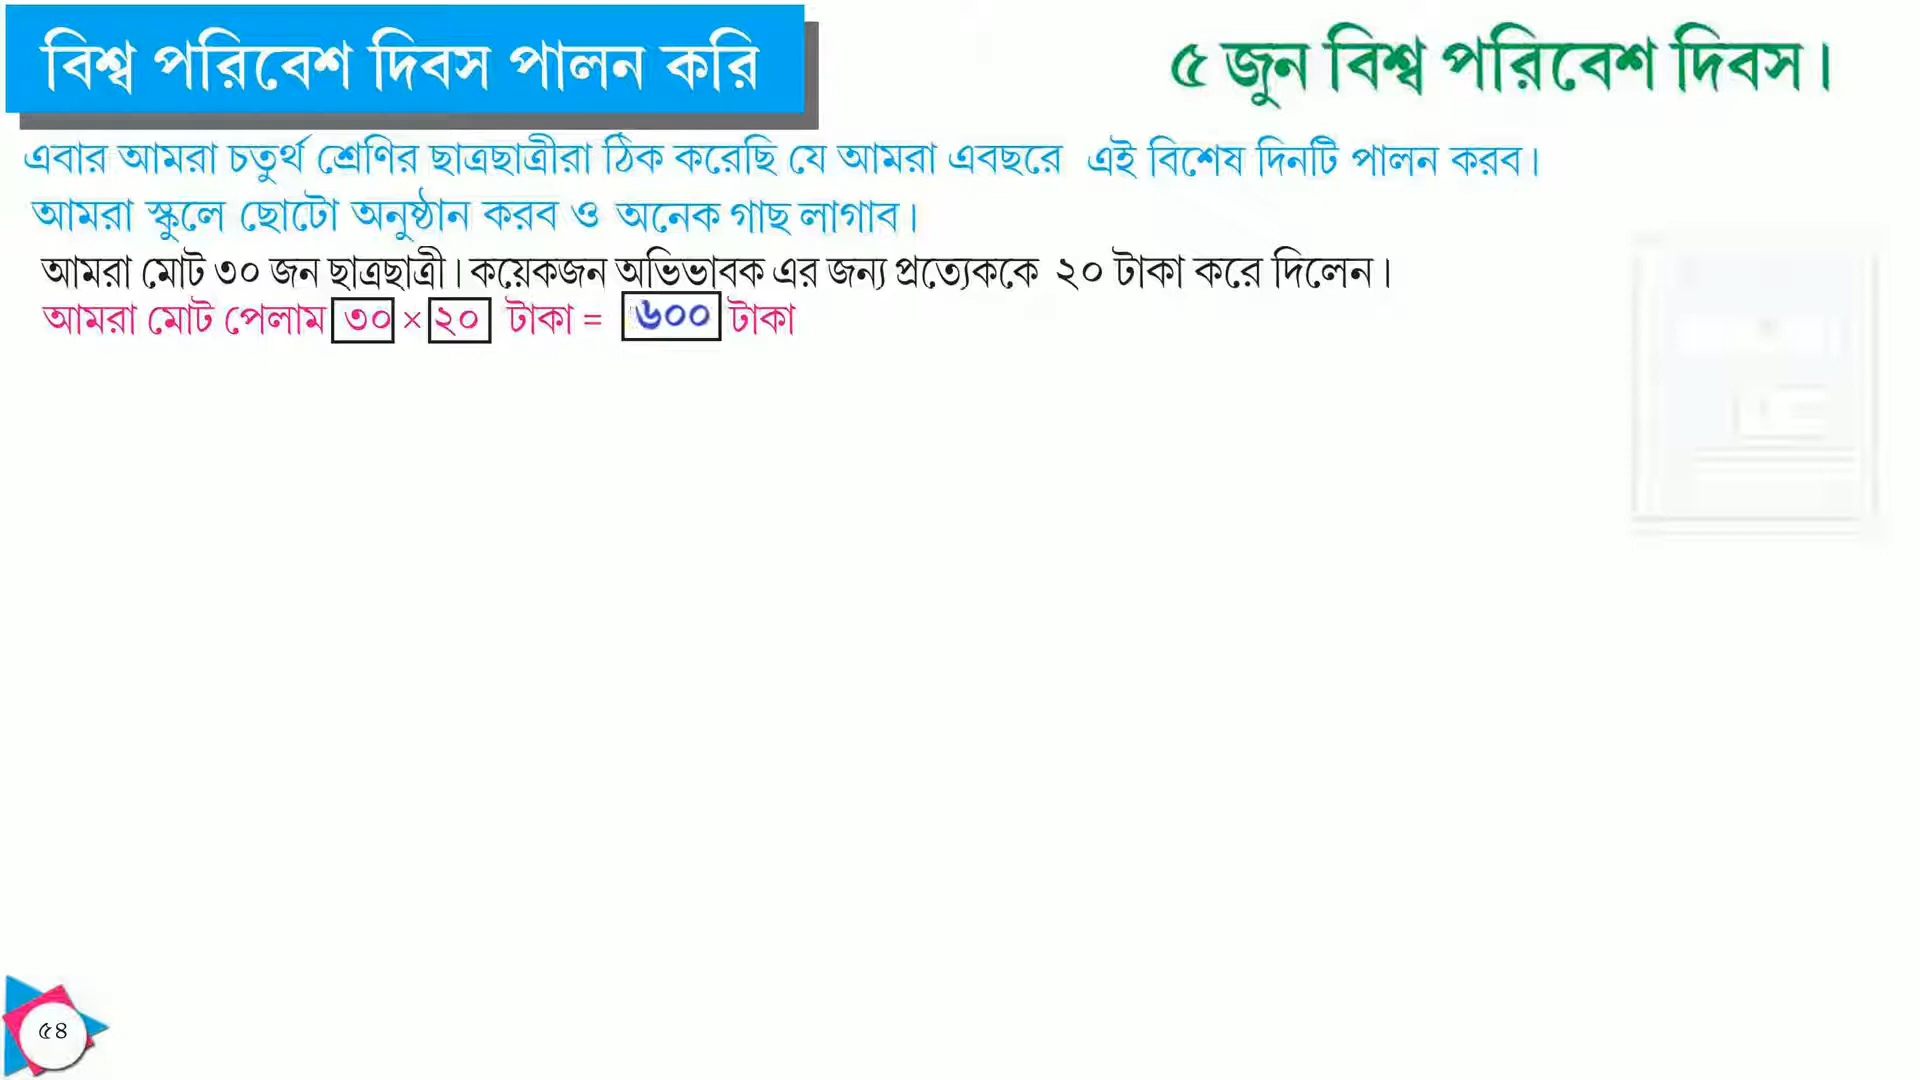 বিশ্ব পরিবেশ দিবস পালন করি
৫ জুন বিশ্ব পরিবেশ দিবস।
এবার আমরা চতুর্থ শ্রেণির ছাত্রছাত্রীরা ঠিক করেছি যে আমরা এবছরে এই বিশেষ দিনটি পালন করব।
আমরা স্কুলে ছোটো অনুষ্ঠান করব ও অনেক গাছ লাগাব।
আমরা মোট ৩০ জন ছাত্রছাত্রী। কয়েকজন অভিভাবক এর জন্য প্রত্যেককে ২০ টাকা করে দিলেন।
আমরা মোট পেলাম ৩০ × ২০ টাকা = ৬০০ টাকা
৫৪